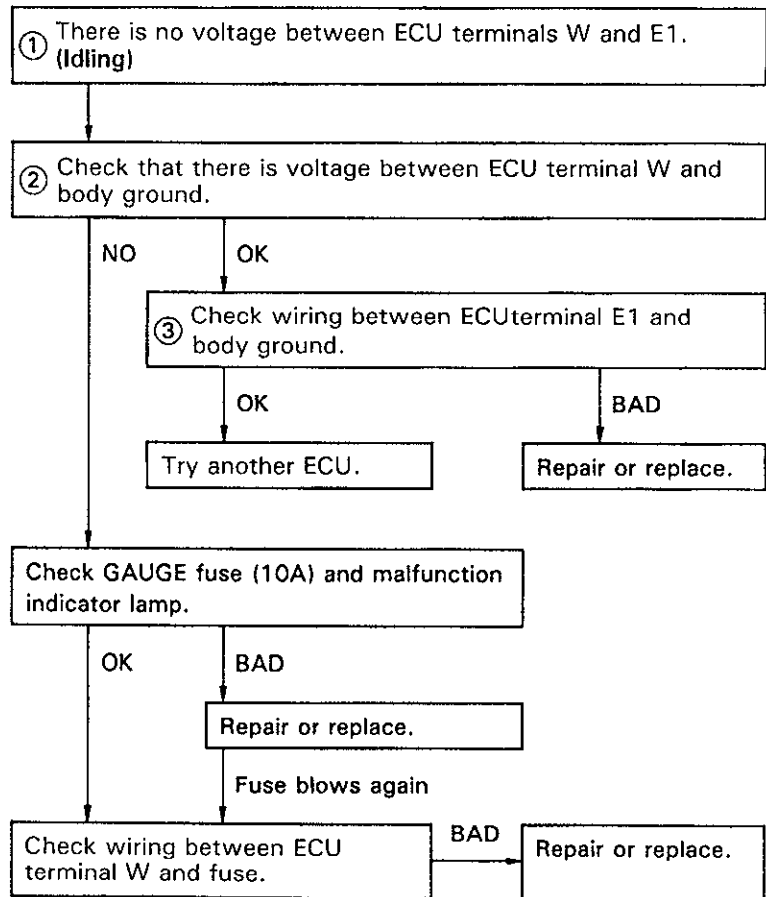 ① There is no voltage between ECU terminals W and E1.
(Idling)
② Check that there is voltage between ECU terminal W and
body ground.
NO
OK
③ Check wiring between ECUterminal E1 and
body ground.
OK
BAD
Try another ECU.
Repair or replace.
Check GAUGE fuse (10A) and malfunction
indicator lamp.
OK
BAD
Repair or replace.
Fuse blows again
Check wiring between ECU
terminal W and fuse.
BAD
Repair or replace.